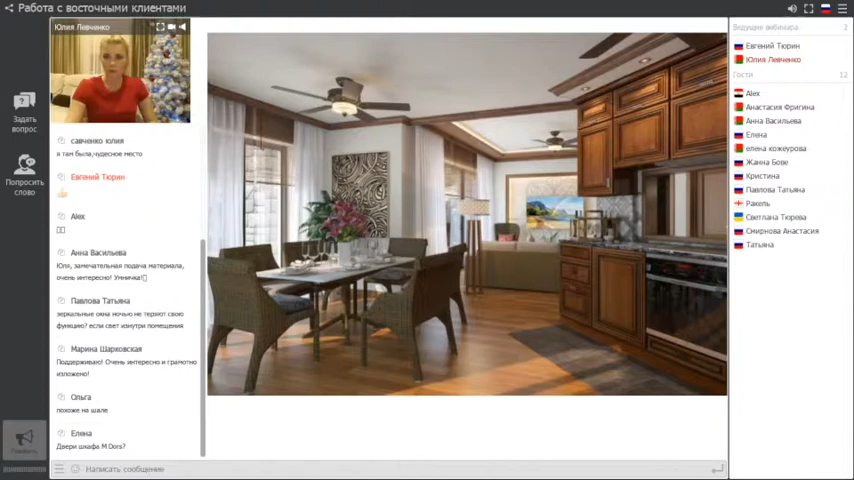 Работа с восточными клиентами
Юлия Левченко
Задать
вопрос
Попросить
слово
савченко юлия
я там была,чудесное место
Евгений Тюрин
Alex
Анна Васильева
Юля, замечательная подача материала,
очень интересно! Умничка!
Павлова Татьяна
зеркальные окна ночью не теряют свою
функцию? если свет изнутри помещения
Марина Шарковская
Поддерживаю! Очень интересно и грамотно
изложено!
Ольга
похоже на шале
Елена
Двери шкафа M Dors?
Написать сообщение
Ведущие вебинара 2
Евгений Тюрин
Юлия Левченко
Гости 12
Alex
Анастасия Фригина
Анна Васильева
Елена
елена кожеурова
Жанна Бове
Кристина
Павлова Татьяна
Ракель
Светлана Тюрева
Смирнова Анастасия
Татьяна